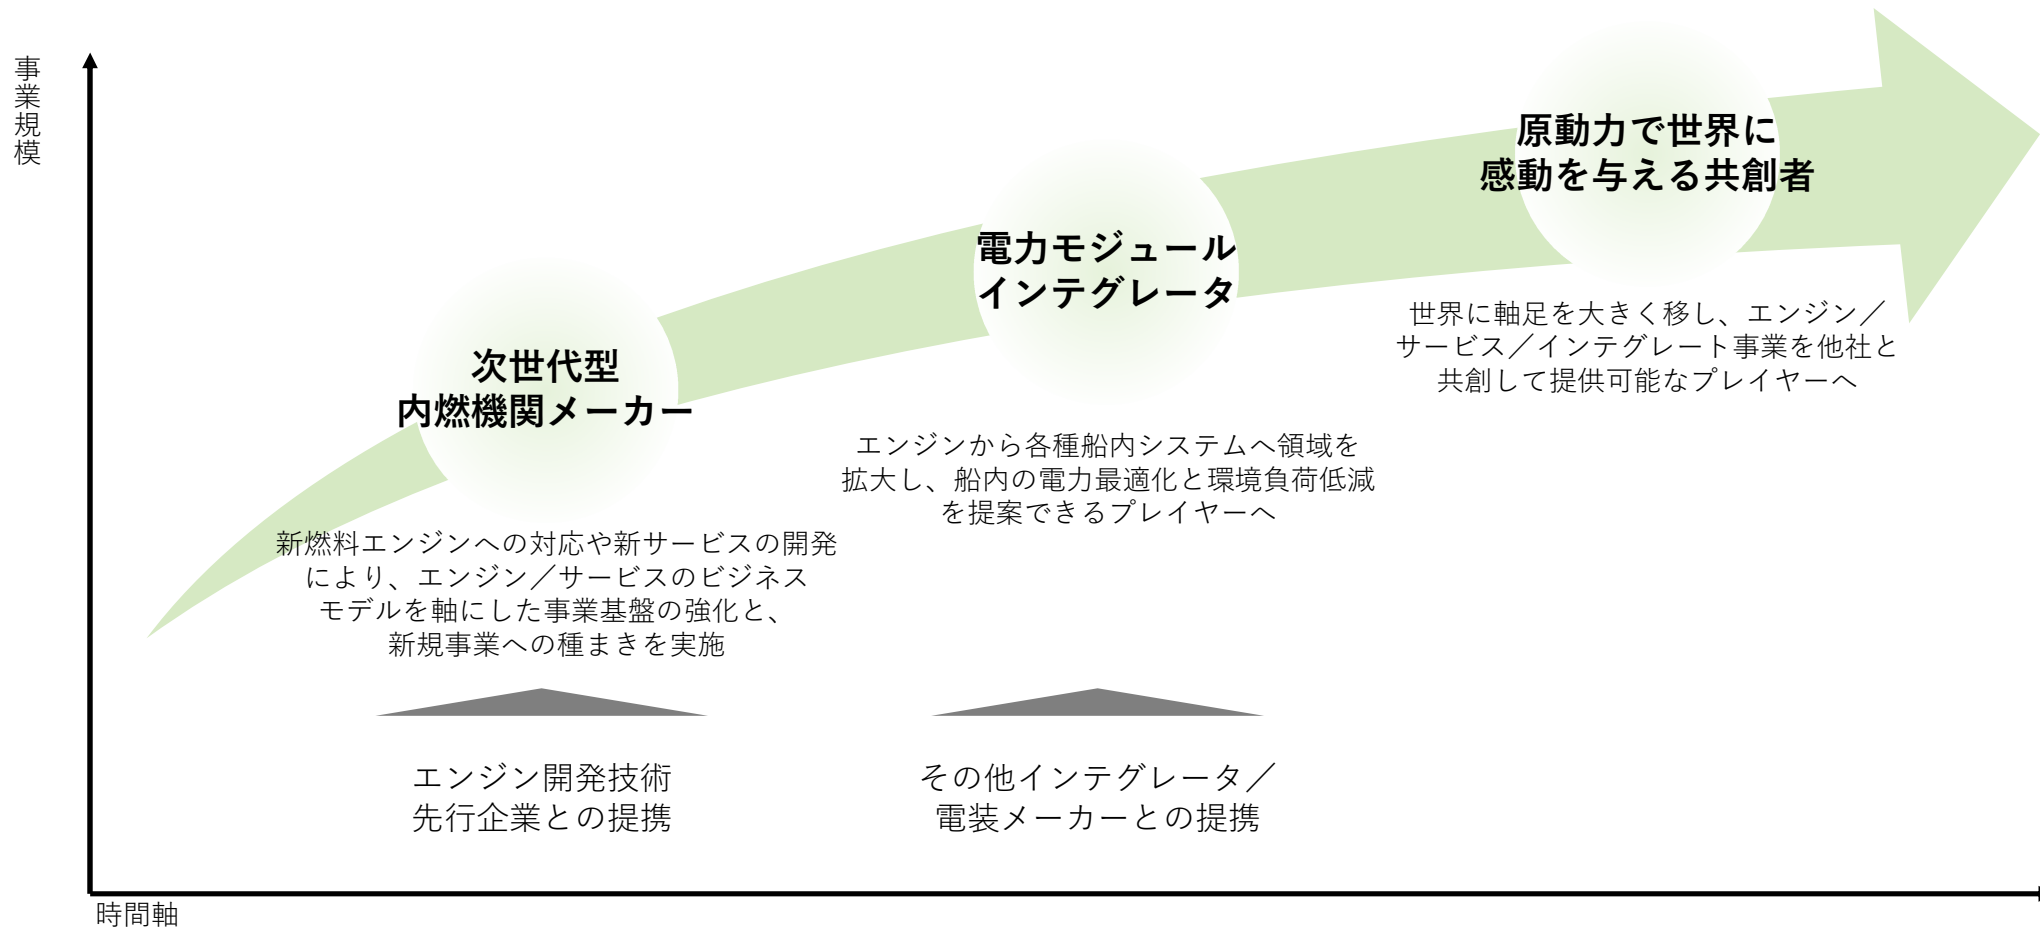 事業規模
原動力で世界に
感動を与える共創者
世界に軸足を大きく移し、エンジン／
サービス／インテグレート事業を他社と
共創して提供可能なプレイヤーへ
電力モジュール
インテグレータ
エンジンから各種船内システムへ領域を
拡大し、船内の電力最適化と環境負荷低減
を提案できるプレイヤーへ
次世代型
内燃機関メーカー
新燃料エンジンへの対応や新サービスの開発
により、エンジン／サービスのビジネス
モデルを軸にした事業基盤の強化と、
新規事業への種まきを実施
エンジン開発技術
先行企業との提携
その他インテグレータ／
電装メーカーとの提携
時間軸